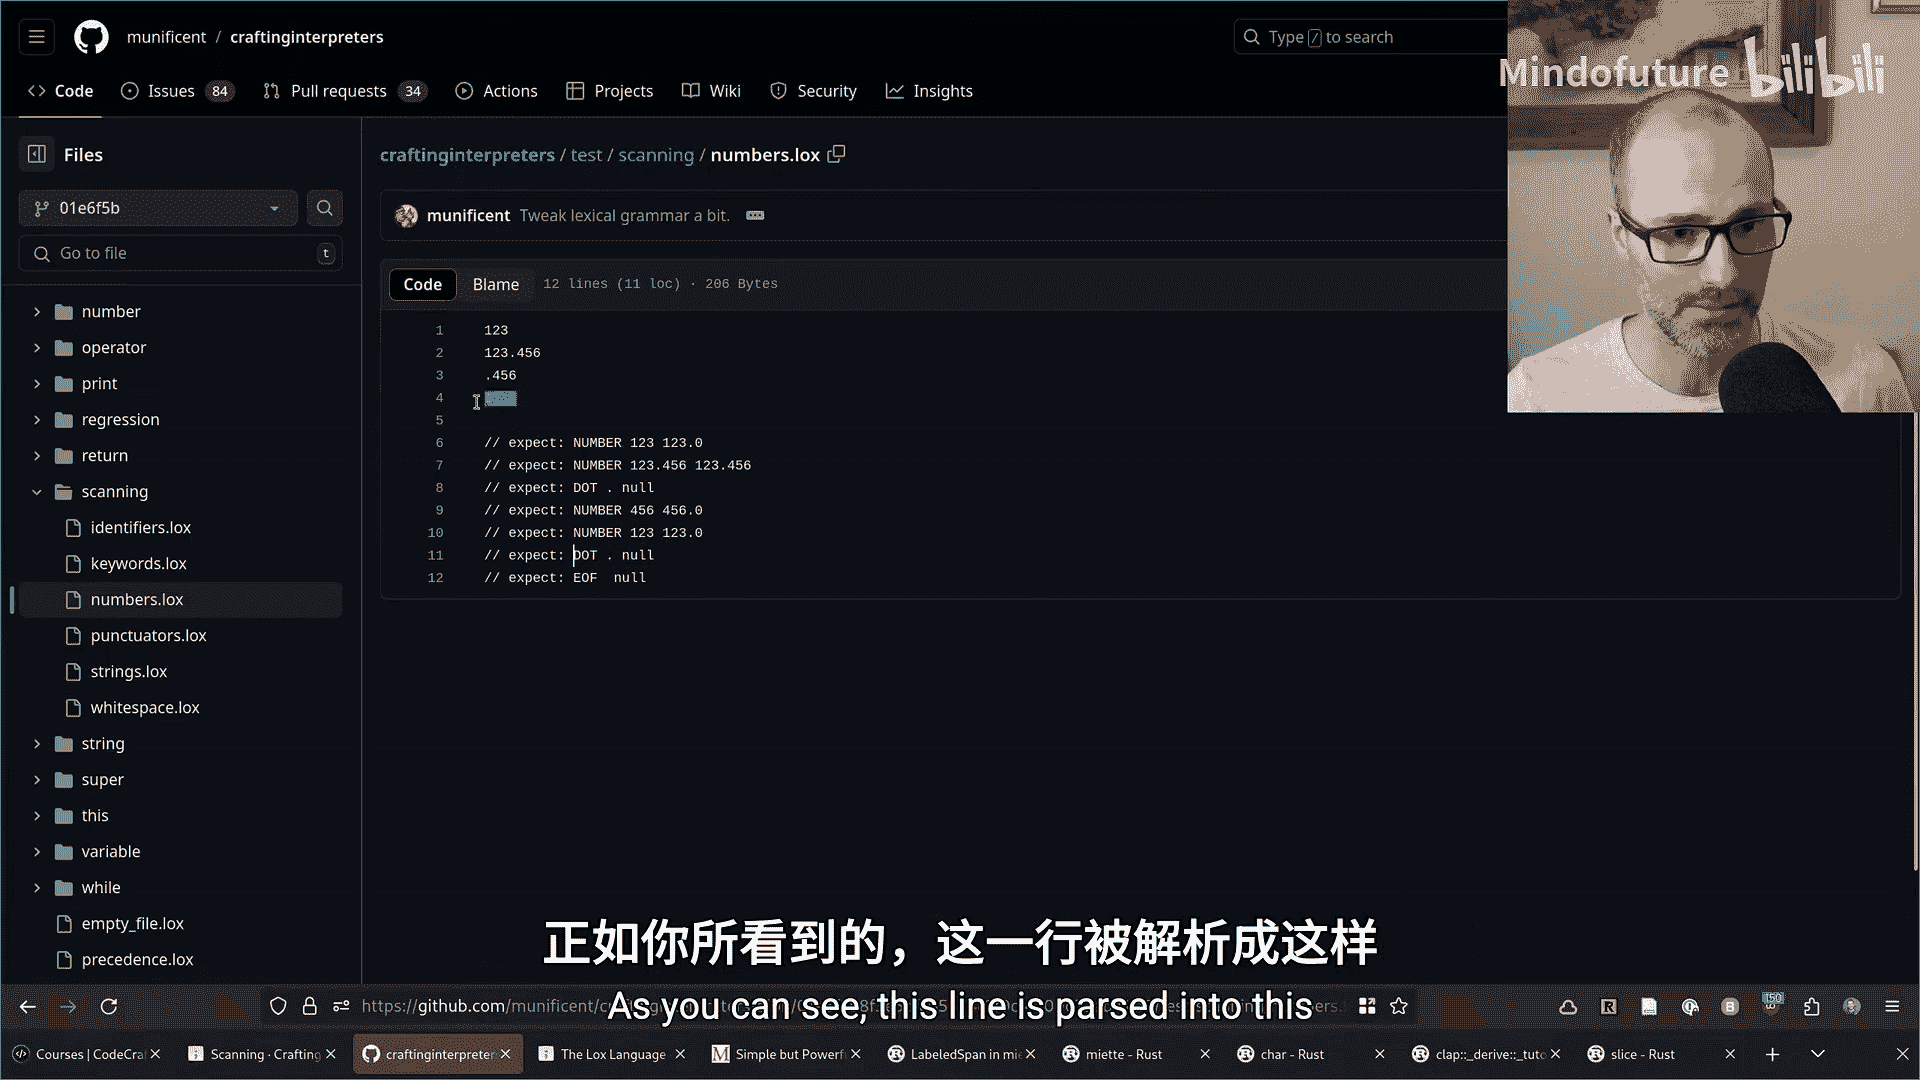 munificent / craftinginterpreters
Type / to search
Code
Issues 84
Pull requests 34
Actions
Projects
Wiki
Security
Insights
Mindofuture bilibili
Files
craftinginterpreters / test / scanning / numbers.lox
01e6f5b
munificent Tweak lexical grammar a bit.
Go to file t
Code Blame 12 lines (11 loc) · 206 Bytes
number
operator
print
regression
return
scanning
identifiers.lox
keywords.lox
numbers.lox
punctuators.lox
strings.lox
whitespace.lox
string
super
this
variable
while
empty_file.lox
precedence.lox
1 123
2 123.456
3 .456
4
5
6 // expect: NUMBER 123 123.0
7 // expect: NUMBER 123.456 123.456
8 // expect: DOT . null
9 // expect: NUMBER 456 456.0
10 // expect: NUMBER 123 123.0
11 // expect: DOT . null
12 // expect: EOF  null
正如你所看到的，这一行被解析成这样
As you can see, this line is parsed into this
https://github.com/munificent/
150
Courses | CodeCra
Scanning · Crafting
craftinginterpreter
The Lox Language
Simple but Powerf
LabeledSpan in mi
miette - Rust
char - Rust
clap::_derive::_tuto
slice - Rust